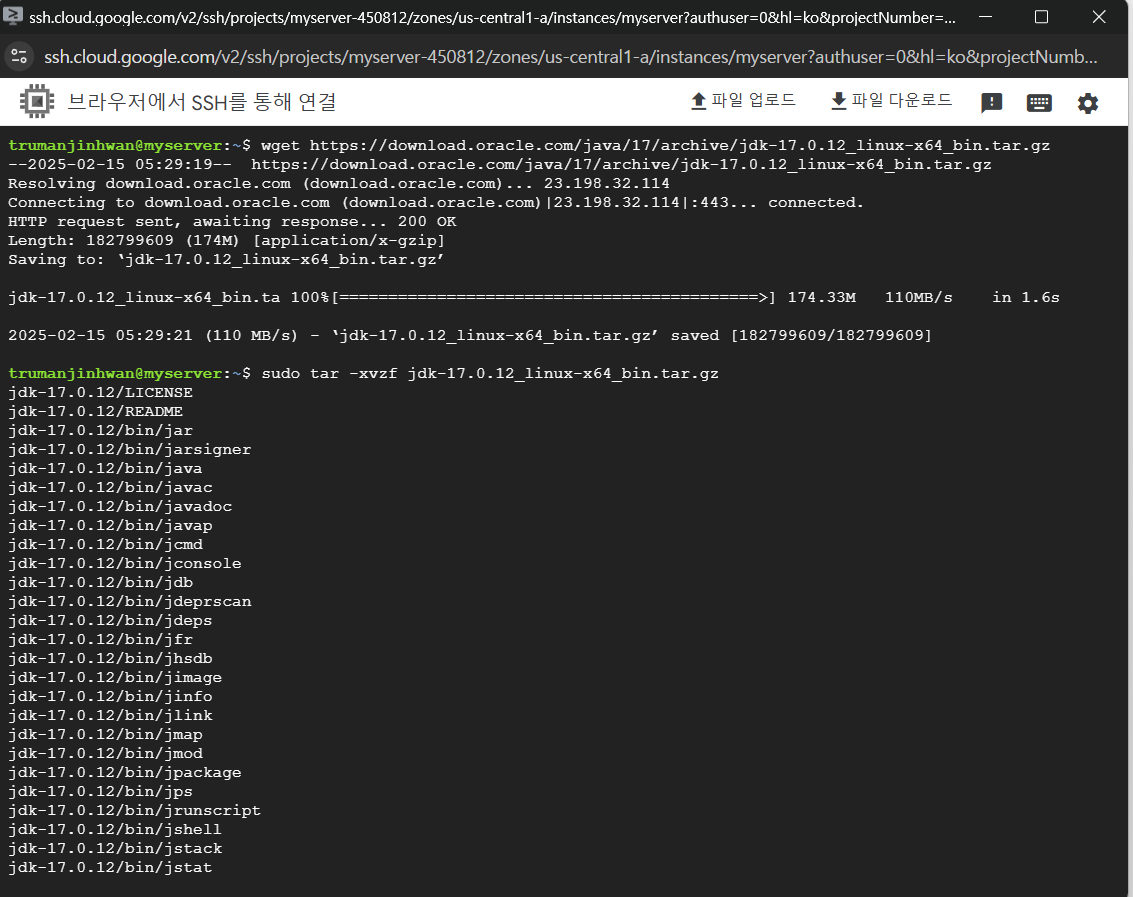 ssh.cloud.google.com/v2/ssh/projects/myserver-450812/zones/us-central1-a/instances/myserver?authuser=0&hl=ko&projectNumber=...
ssh.cloud.google.com/v2/ssh/projects/myserver-450812/zones/us-central1-a/instances/myserver?authuser=0&hl=ko&projectNumb...
브라우저에서 SSH를 통해 연결 파일 업로드 파일 다운로드
trumanjinhwan@myserver:~$ wget https://download.oracle.com/java/17/archive/jdk-17.0.12_linux-x64_bin.tar.gz
--2025-02-15 05:29:19--  https://download.oracle.com/java/17/archive/jdk-17.0.12_linux-x64_bin.tar.gz
Resolving download.oracle.com (download.oracle.com)... 23.198.32.114
Connecting to download.oracle.com (download.oracle.com)|23.198.32.114|:443... connected.
HTTP request sent, awaiting response... 200 OK
Length: 182799609 (174M) [application/x-gzip]
Saving to: ‘jdk-17.0.12_linux-x64_bin.tar.gz’
jdk-17.0.12_linux-x64_bin.ta 100%[===========================================>] 174.33M   110MB/s    in 1.6s
2025-02-15 05:29:21 (110 MB/s) - ‘jdk-17.0.12_linux-x64_bin.tar.gz’ saved [182799609/182799609]
trumanjinhwan@myserver:~$ sudo tar -xvzf jdk-17.0.12_linux-x64_bin.tar.gz
jdk-17.0.12/LICENSE
jdk-17.0.12/README
jdk-17.0.12/bin/jar
jdk-17.0.12/bin/jarsigner
jdk-17.0.12/bin/java
jdk-17.0.12/bin/javac
jdk-17.0.12/bin/javadoc
jdk-17.0.12/bin/javap
jdk-17.0.12/bin/jcmd
jdk-17.0.12/bin/jconsole
jdk-17.0.12/bin/jdb
jdk-17.0.12/bin/jdeprscan
jdk-17.0.12/bin/jdeps
jdk-17.0.12/bin/jfr
jdk-17.0.12/bin/jhsdb
jdk-17.0.12/bin/jimage
jdk-17.0.12/bin/jinfo
jdk-17.0.12/bin/jlink
jdk-17.0.12/bin/jmap
jdk-17.0.12/bin/jmod
jdk-17.0.12/bin/jpackage
jdk-17.0.12/bin/jps
jdk-17.0.12/bin/jrunscript
jdk-17.0.12/bin/jshell
jdk-17.0.12/bin/jstack
jdk-17.0.12/bin/jstat